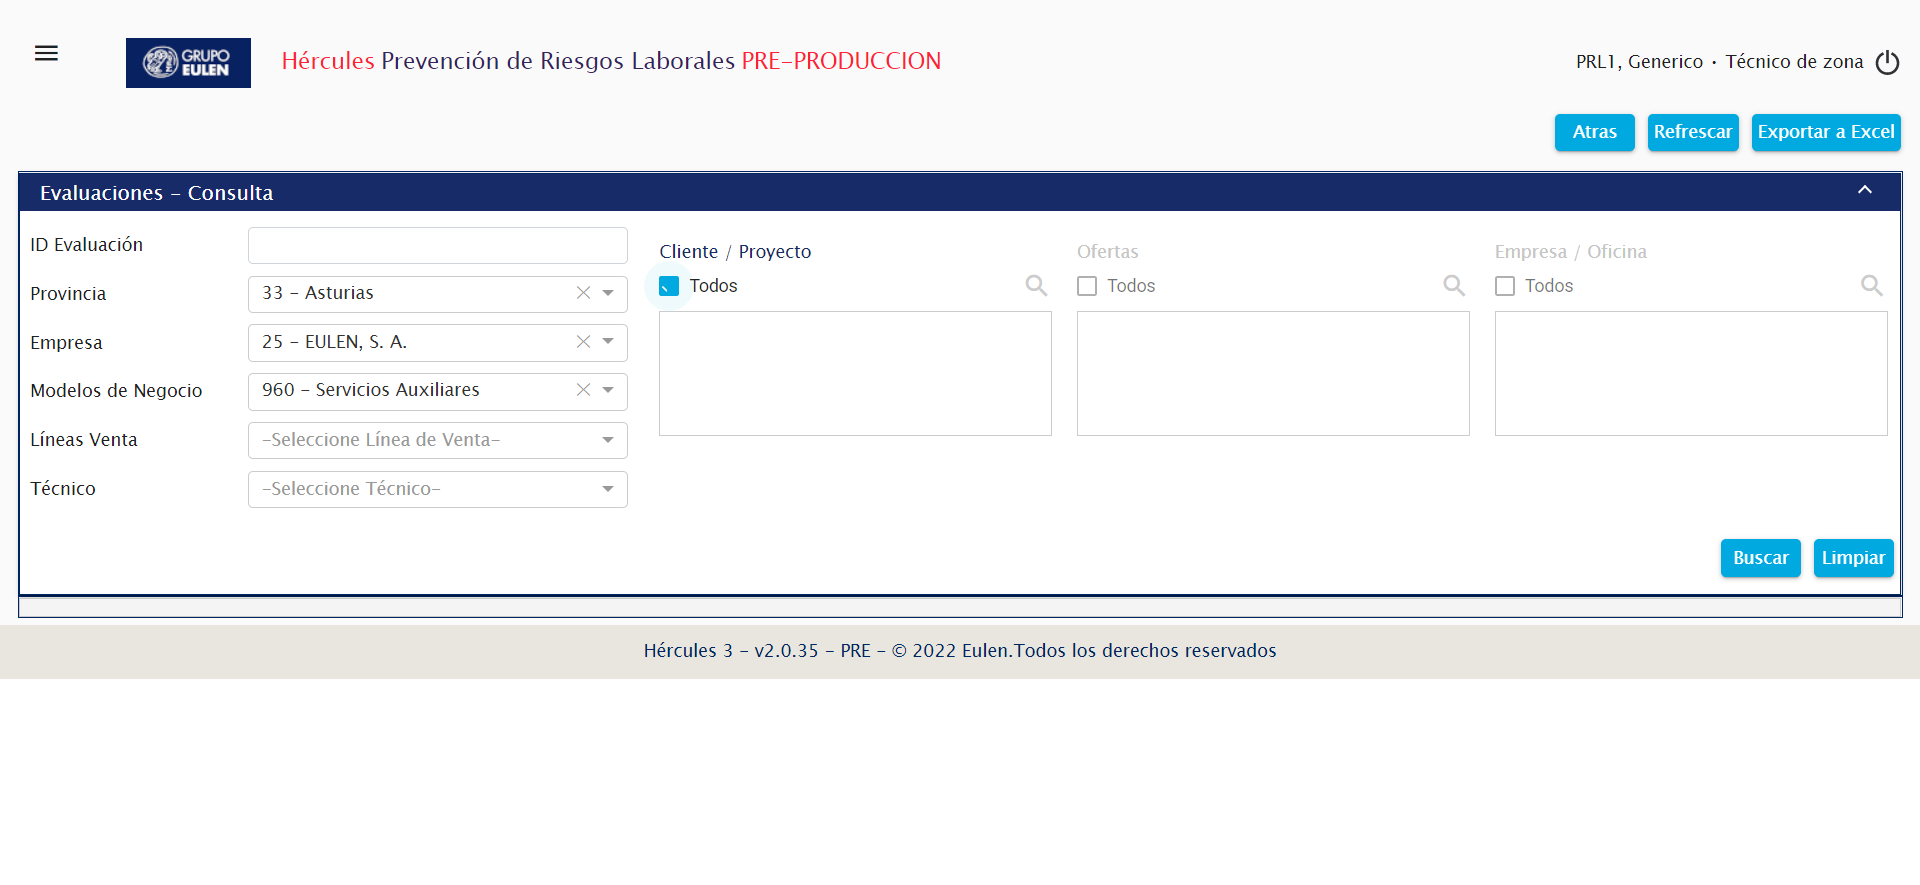 GRUPO
EULEN
Hércules Prevención de Riesgos Laborales PRE-PRODUCCION
PRL1, Generico · Técnico de zona
Atras
Refrescar
Exportar a Excel
Evaluaciones - Consulta
ID Evaluación
Provincia
33 - Asturias
Empresa
25 - EULEN, S. A.
Modelos de Negocio
960 - Servicios Auxiliares
Líneas Venta
-Seleccione Línea de Venta-
Técnico
-Seleccione Técnico-
Cliente / Proyecto
Todos
Ofertas
Todos
Empresa / Oficina
Todos
Buscar
Limpiar
Hércules 3 - v2.0.35 - PRE - © 2022 Eulen.Todos los derechos reservados